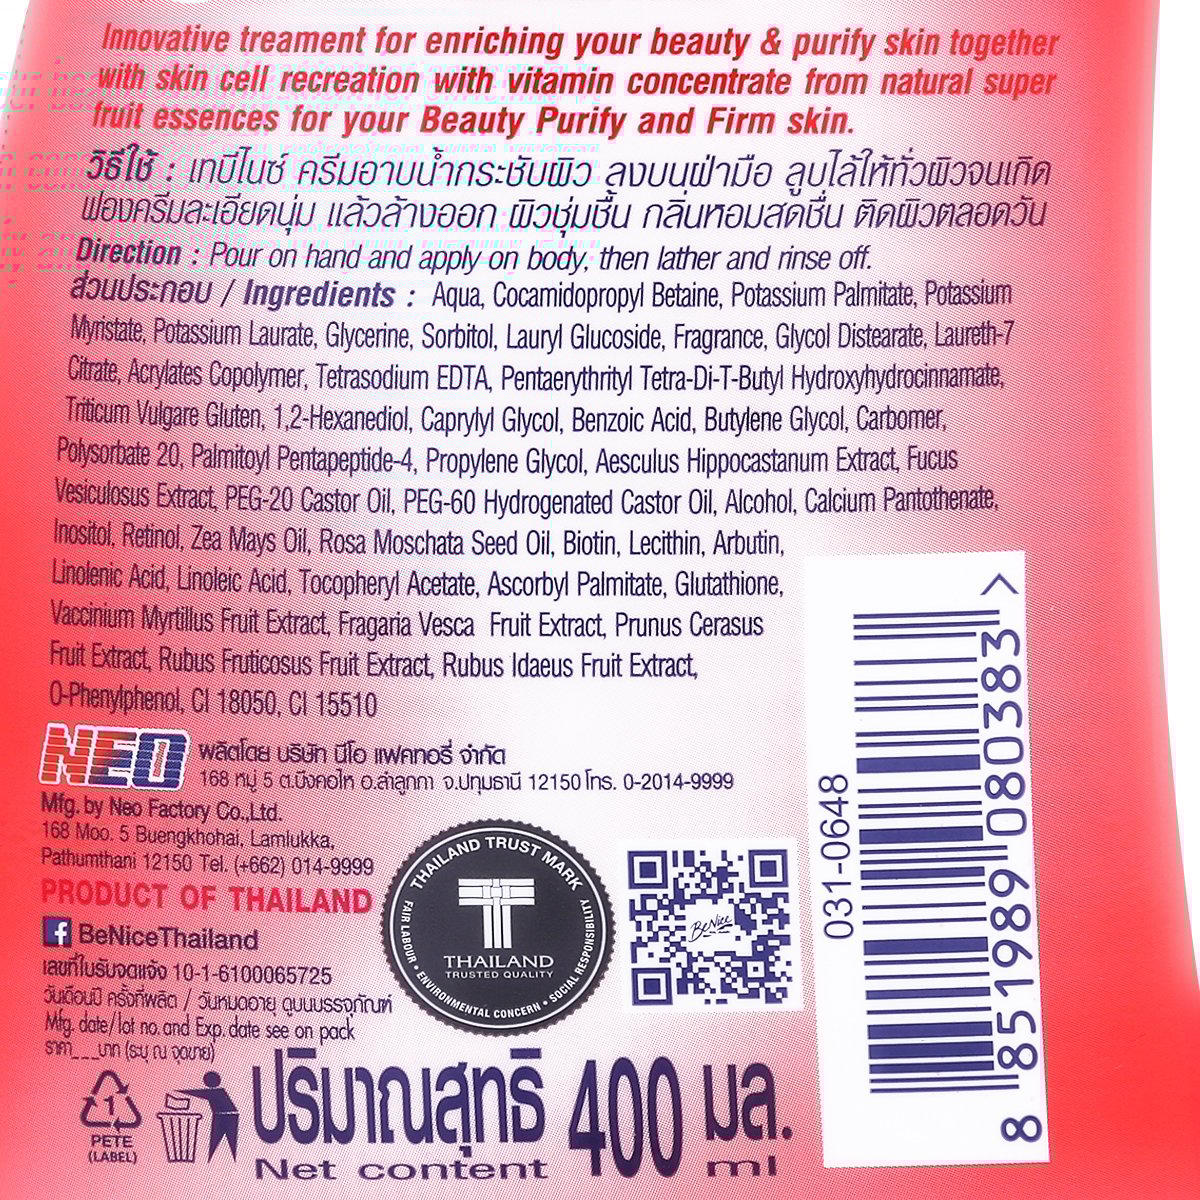 Innovative treament for enriching your beauty & purify skin together
with skin cell recreation with vitamin concentrate from natural super
fruit essences for your Beauty Purify and Firm skin.
วิธีใช้ : เทบีไนซ์ ครีมอาบน้ำกระชับผิว ลงบนฝ่ามือ ลูบไล้ให้ทั่วผิวจนเกิด
ฟองครีมละเอียดนุ่ม แล้วล้างออก ผิวชุ่มชื้น กลิ่นหอมสดชื่น ติดผิวตลอดวัน
Direction : Pour on hand and apply on body, then lather and rinse off.
ส่วนประกอบ / Ingredients : Aqua, Cocamidopropyl Betaine, Potassium Palmitate, Potassium
Myristate, Potassium Laurate, Glycerine, Sorbitol, Lauryl Glucoside, Fragrance, Glycol Distearate, Laureth-7
Citrate, Acrylates Copolymer, Tetrasodium EDTA, Pentaerythrityl Tetra-Di-T-Butyl Hydroxyhydrocinnamate,
Triticum Vulgare Gluten, 1,2-Hexanediol, Caprylyl Glycol, Benzoic Acid, Butylene Glycol, Carbomer,
Polysorbate 20, Palmitoyl Pentapeptide-4, Propylene Glycol, Aesculus Hippocastanum Extract, Fucus
Vesiculosus Extract, PEG-20 Castor Oil, PEG-60 Hydrogenated Castor Oil, Alcohol, Calcium Pantothenate,
Inositol, Retinol, Zea Mays Oil, Rosa Moschata Seed Oil, Biotin, Lecithin, Arbutin,
Linolenic Acid, Linoleic Acid, Tocopheryl Acetate, Ascorbyl Palmitate, Glutathione,
Vaccinium Myrtillus Fruit Extract, Fragaria Vesca Fruit Extract, Prunus Cerasus
Fruit Extract, Rubus Fruticosus Fruit Extract, Rubus Idaeus Fruit Extract,
O-Phenylphenol, CI 18050, CI 15510
NEO
ผลิตโดย บริษัท นีโอ แฟคทอรี่ จำกัด
168 หมู่ 5 ต.บึงคอไห อ.ลำลูกกา จ.ปทุมธานี 12150 โทร. 0-2014-9999
Mfg. by Neo Factory Co.,Ltd.
168 Moo. 5 Buengkhohai, Lamlukka,
Pathumthani 12150 Tel. (+662) 014-9999
PRODUCT OF THAILAND
BeNiceThailand
เลขที่ใบรับจดแจ้ง 10-1-6100065725
วันเดือนปี ครั้งที่ผลิต / วันหมดอายุ ดูบนบรรจุภัณฑ์
Mfg. date/lot no. and Exp. date see on pack
ราคา___บาท (ระบุ ณ จุดขาย)
THAILAND TRUST MARK
THAILAND
TRUSTED QUALITY
FAIR LABOUR • ENVIRONMENTAL CONCERN • SOCIAL RESPONSIBILITY
BeNice
031-0648
8 851989 080383 >
1
PETE
(LABEL)
ปริมาณสุทธิ 400 มล.
Net content ml